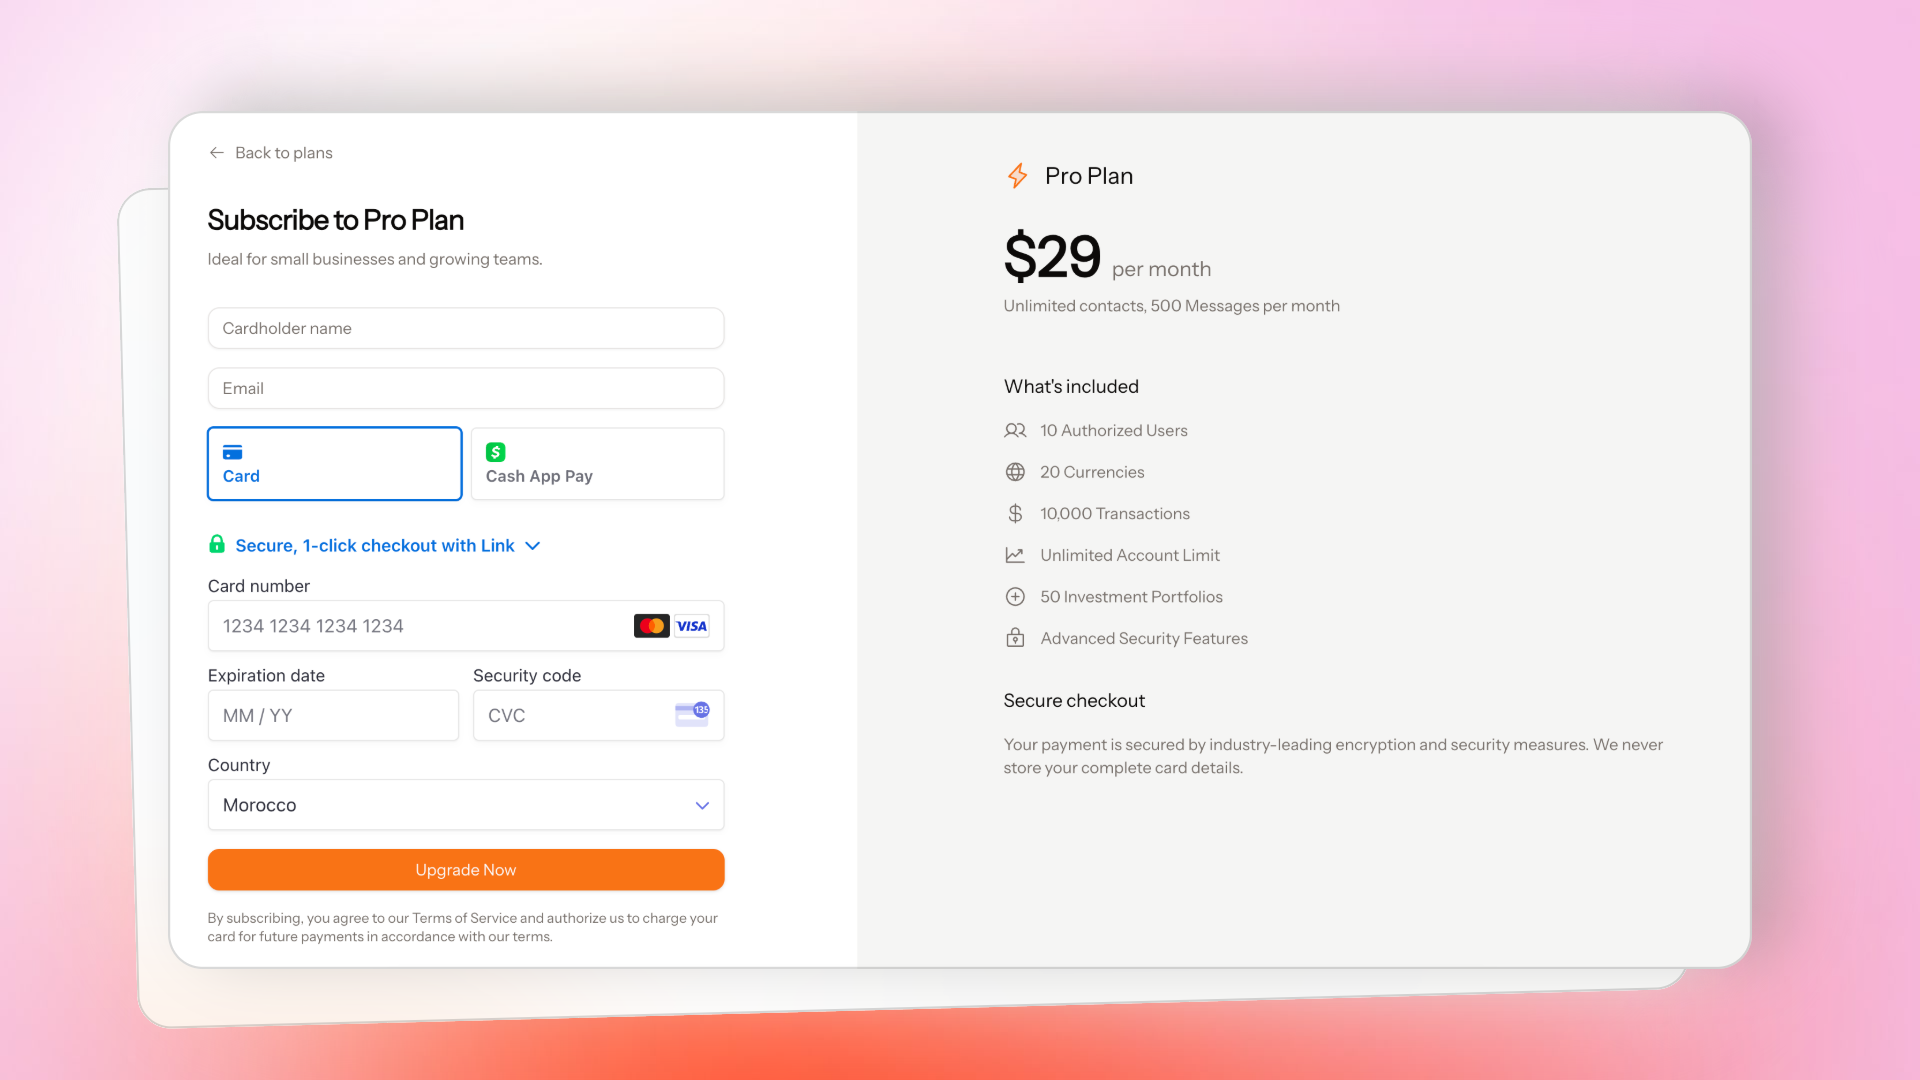 Back to plans
Subscribe to Pro Plan
Ideal for small businesses and growing teams.
Cardholder name
Email
Card
Cash App Pay
Secure, 1-click checkout with Link
Card number
1234 1234 1234 1234
VISA
Expiration date
Security code
MM / YY
CVC
135
Country
Morocco
Upgrade Now
By subscribing, you agree to our Terms of Service and authorize us to charge your
card for future payments in accordance with our terms.
Pro Plan
$29 per month
Unlimited contacts, 500 Messages per month
What's included
10 Authorized Users
20 Currencies
10,000 Transactions
Unlimited Account Limit
50 Investment Portfolios
Advanced Security Features
Secure checkout
Your payment is secured by industry-leading encryption and security measures. We never
store your complete card details.